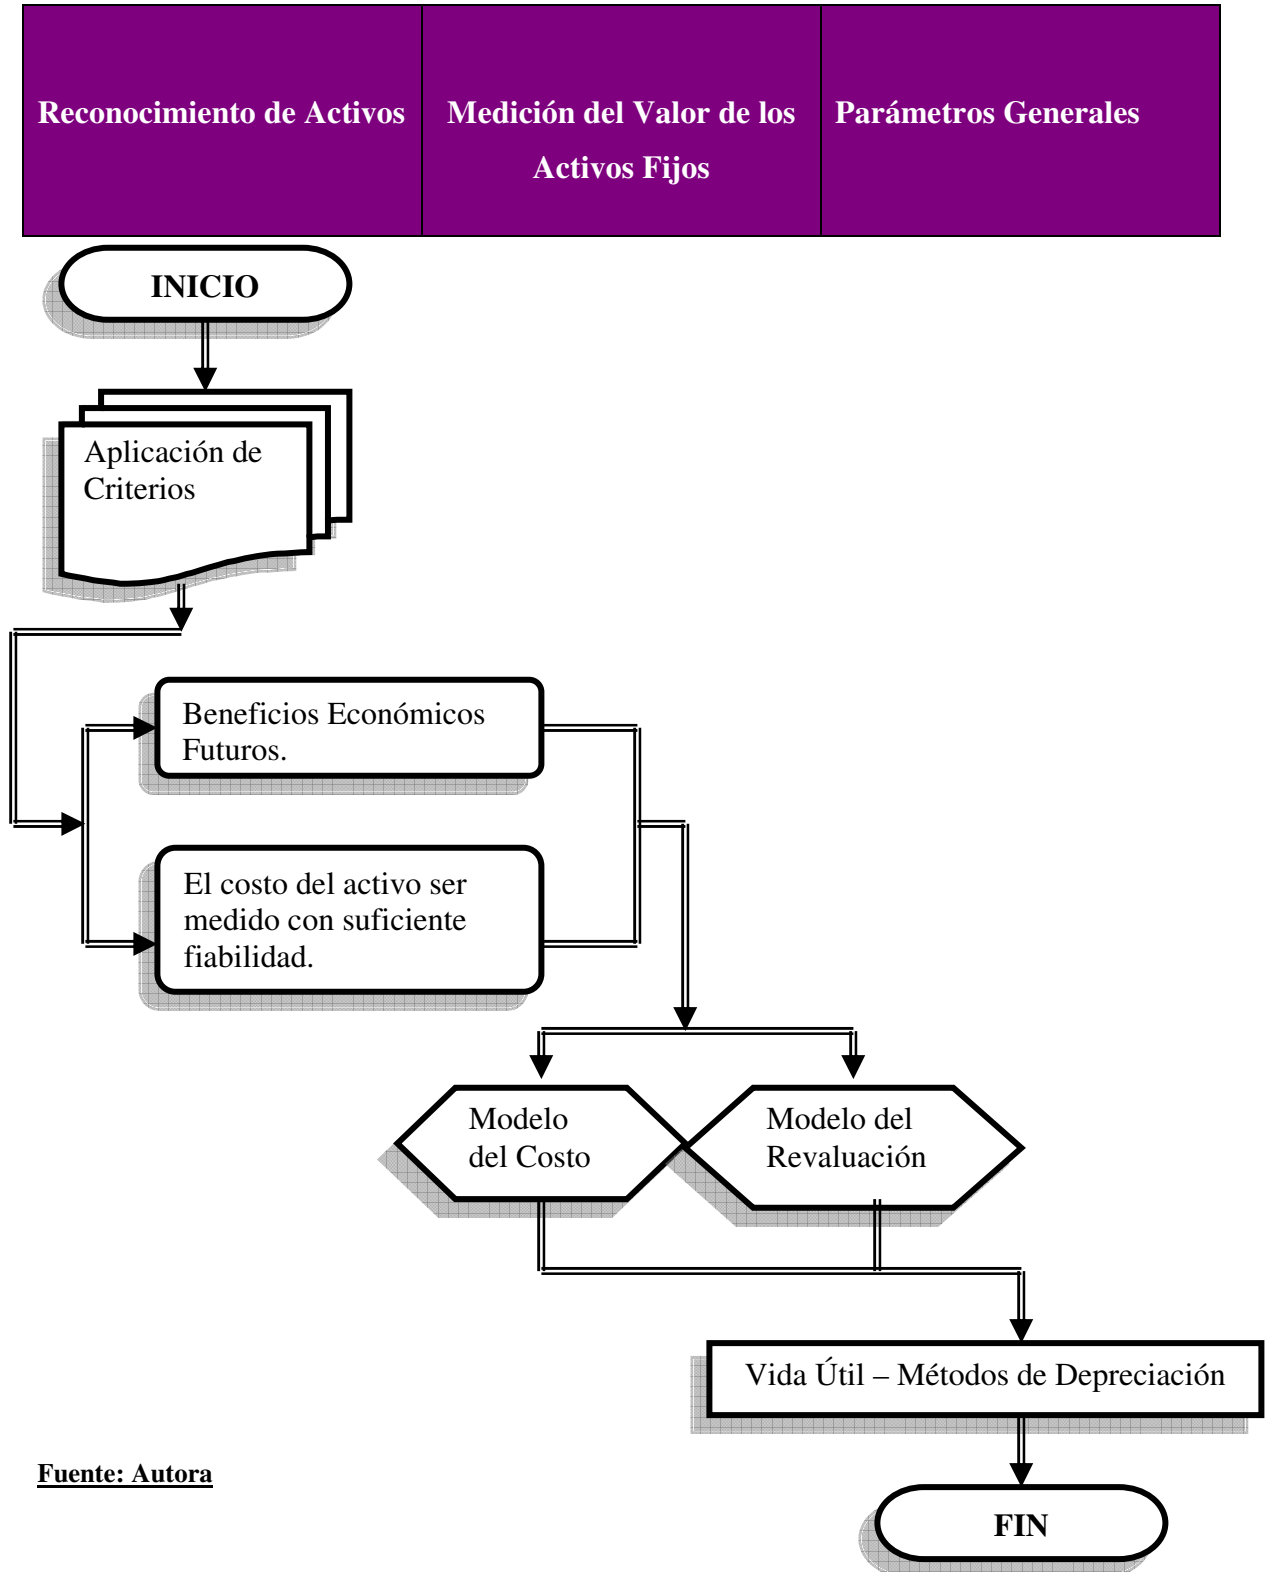 Reconocimiento de Activos
Medición del Valor de los
Activos Fijos
Parámetros Generales
INICIO
Aplicación de
Criterios
Beneficios Económicos
Futuros.
El costo del activo ser
medido con suficiente
fiabilidad.
Modelo
del Costo
Modelo del
Revaluación
Vida Útil – Métodos de Depreciación
Fuente: Autora
FIN